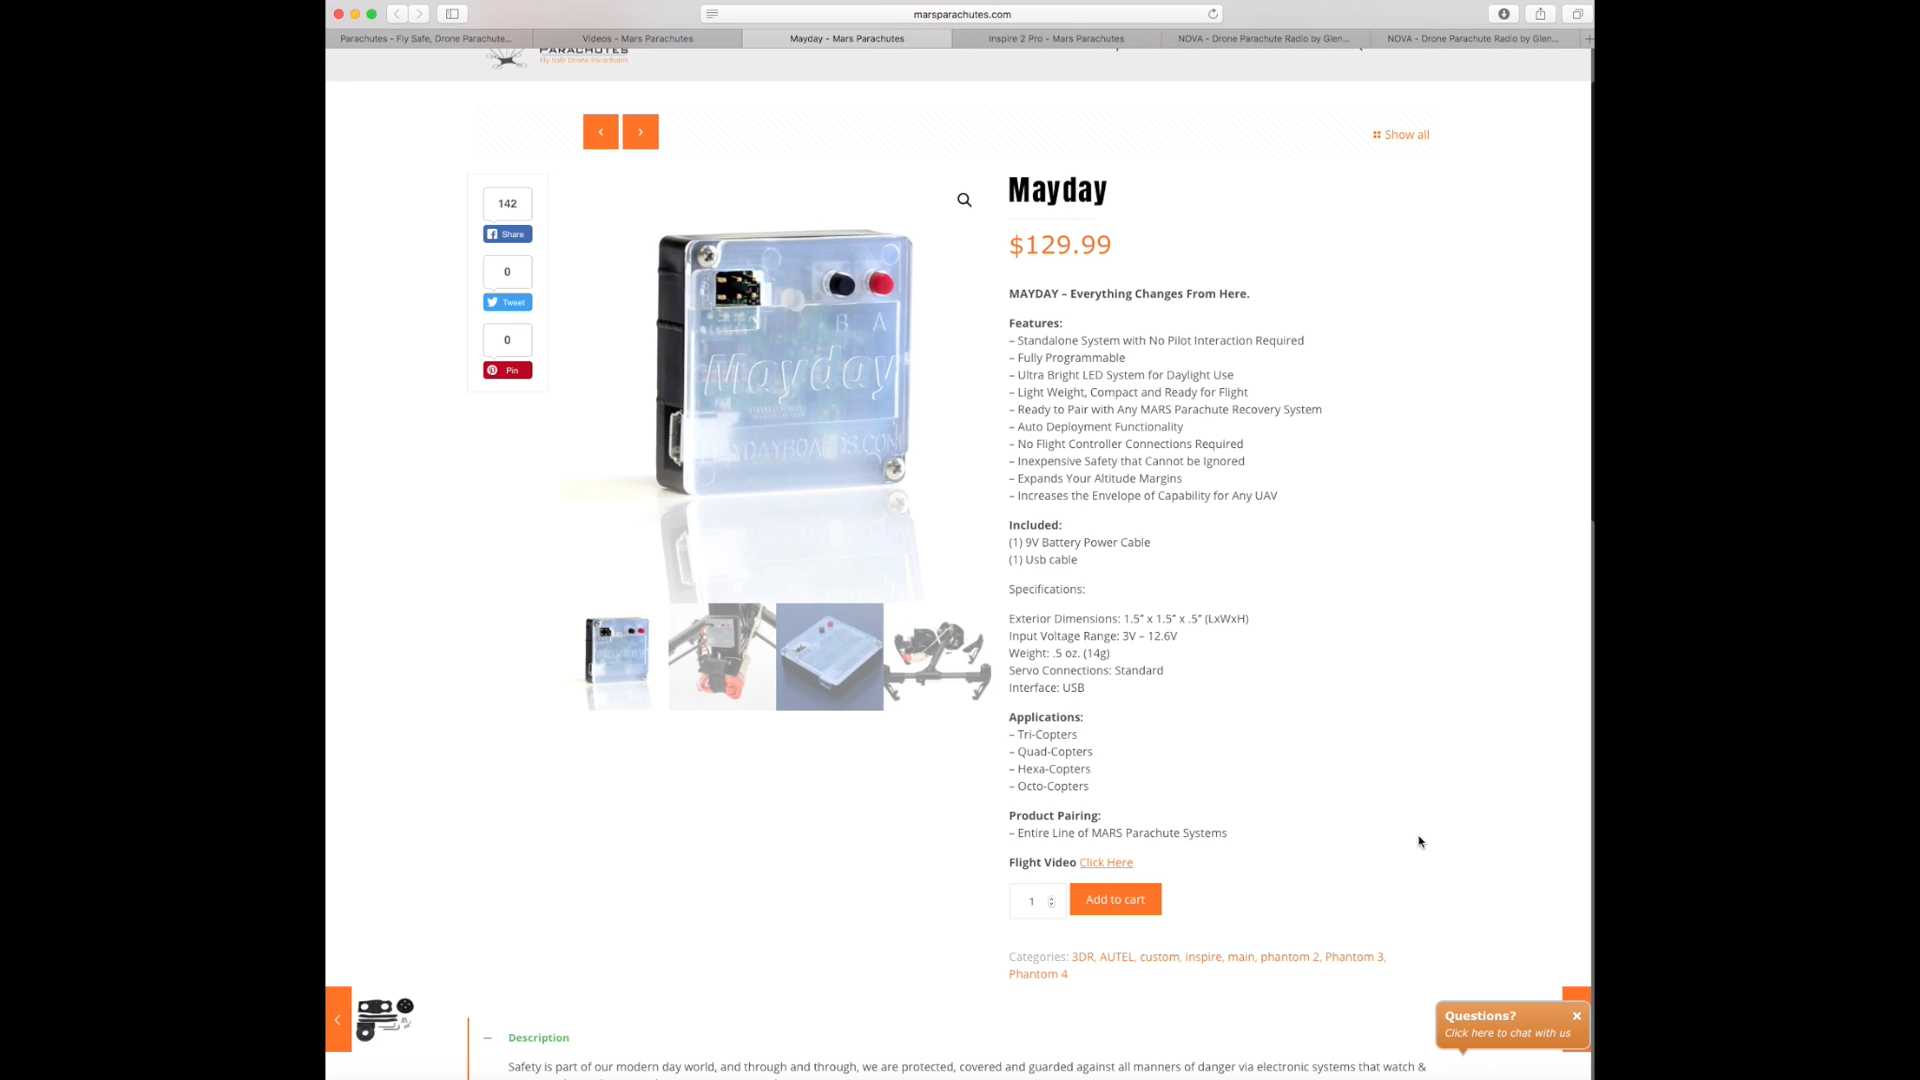 marsparachutes.com
Parachutes - Fly Safe, Drone Parachute...
Videos - Mars Parachutes
Mayday - Mars Parachutes
Inspire 2 Pro - Mars Parachutes
NOVA - Drone Parachute Radio by Glen...
NOVA - Drone Parachute Radio by Glen...
PARACHUTES
Fly Safe Drone Parachutes
Show all
142
Share
0
Tweet
0
Pin
B A
Mayday
MAYDAYBOARDS.COM
Mayday
$129.99
MAYDAY – Everything Changes From Here.
Features:
– Standalone System with No Pilot Interaction Required
– Fully Programmable
– Ultra Bright LED System for Daylight Use
– Light Weight, Compact and Ready for Flight
– Ready to Pair with Any MARS Parachute Recovery System
– Auto Deployment Functionality
– No Flight Controller Connections Required
– Inexpensive Safety that Cannot be Ignored
– Expands Your Altitude Margins
– Increases the Envelope of Capability for Any UAV
Included:
(1) 9V Battery Power Cable
(1) Usb cable
Specifications:
Exterior Dimensions: 1.5” x 1.5” x .5” (LxWxH)
Input Voltage Range: 3V – 12.6V
Weight: .5 oz. (14g)
Servo Connections: Standard
Interface: USB
Applications:
– Tri-Copters
– Quad-Copters
– Hexa-Copters
– Octo-Copters
Product Pairing:
– Entire Line of MARS Parachute Systems
Flight Video Click Here
1
Add to cart
Categories: 3DR, AUTEL, custom, inspire, main, phantom 2, Phantom 3,
Phantom 4
Questions?
Click here to chat with us
Description
Safety is part of our modern day world, and through and through, we are protected, covered and guarded against all manners of danger via electronic systems that watch &